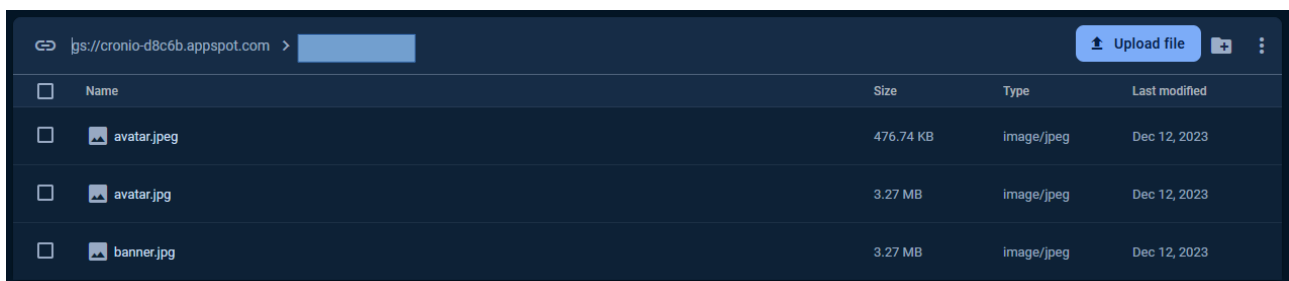 gs://cronio-d8c6b.appspot.com > Upload file
Name Size Type Last modified
avatar.jpeg 476.74 KB image/jpeg Dec 12, 2023
avatar.jpg 3.27 MB image/jpeg Dec 12, 2023
banner.jpg 3.27 MB image/jpeg Dec 12, 2023